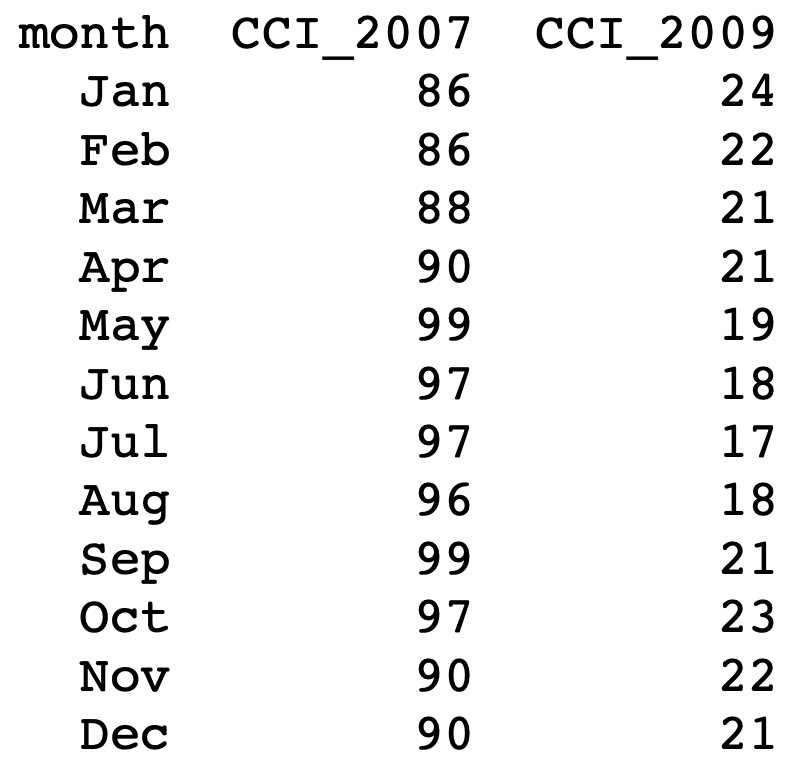 month CCI_2007 CCI_2009
Jan 86 24
Feb 86 22
Mar 88 21
Apr 90 21
May 99 19
Jun 97 18
Jul 97 17
Aug 96 18
Sep 99 21
Oct 97 23
Nov 90 22
Dec 90 21